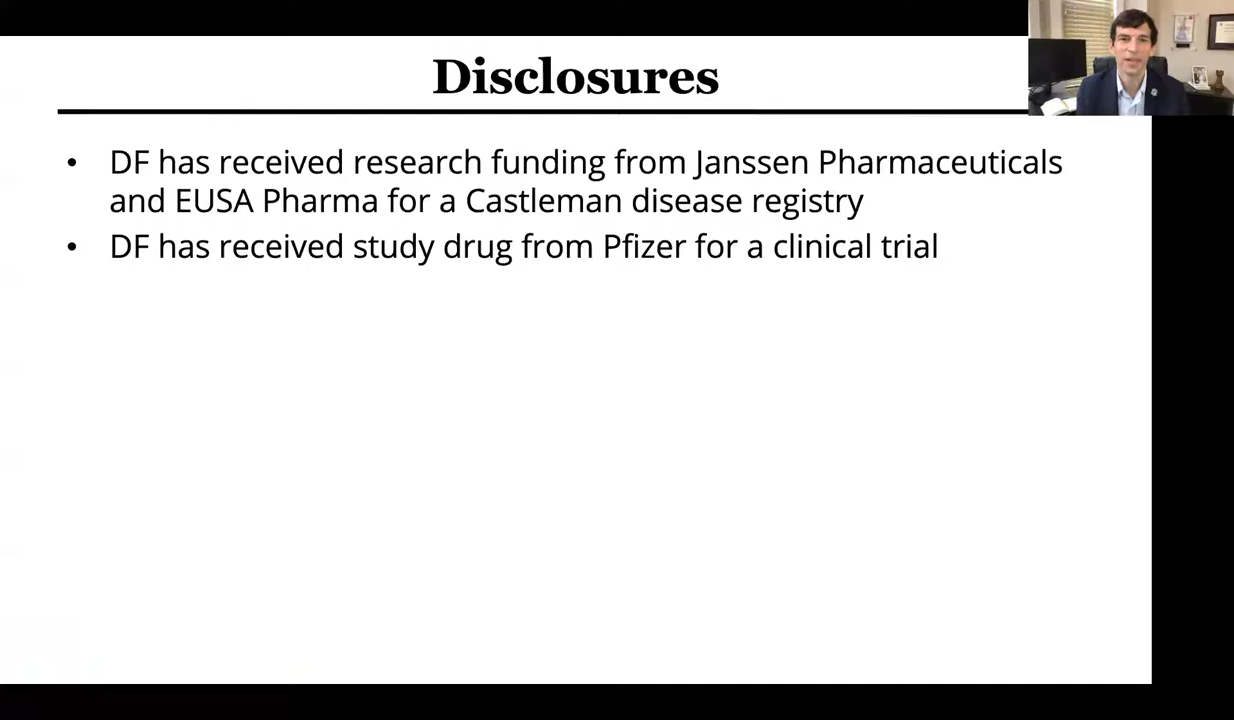 Disclosures
• DF has received research funding from Janssen Pharmaceuticals
and EUSA Pharma for a Castleman disease registry
• DF has received study drug from Pfizer for a clinical trial